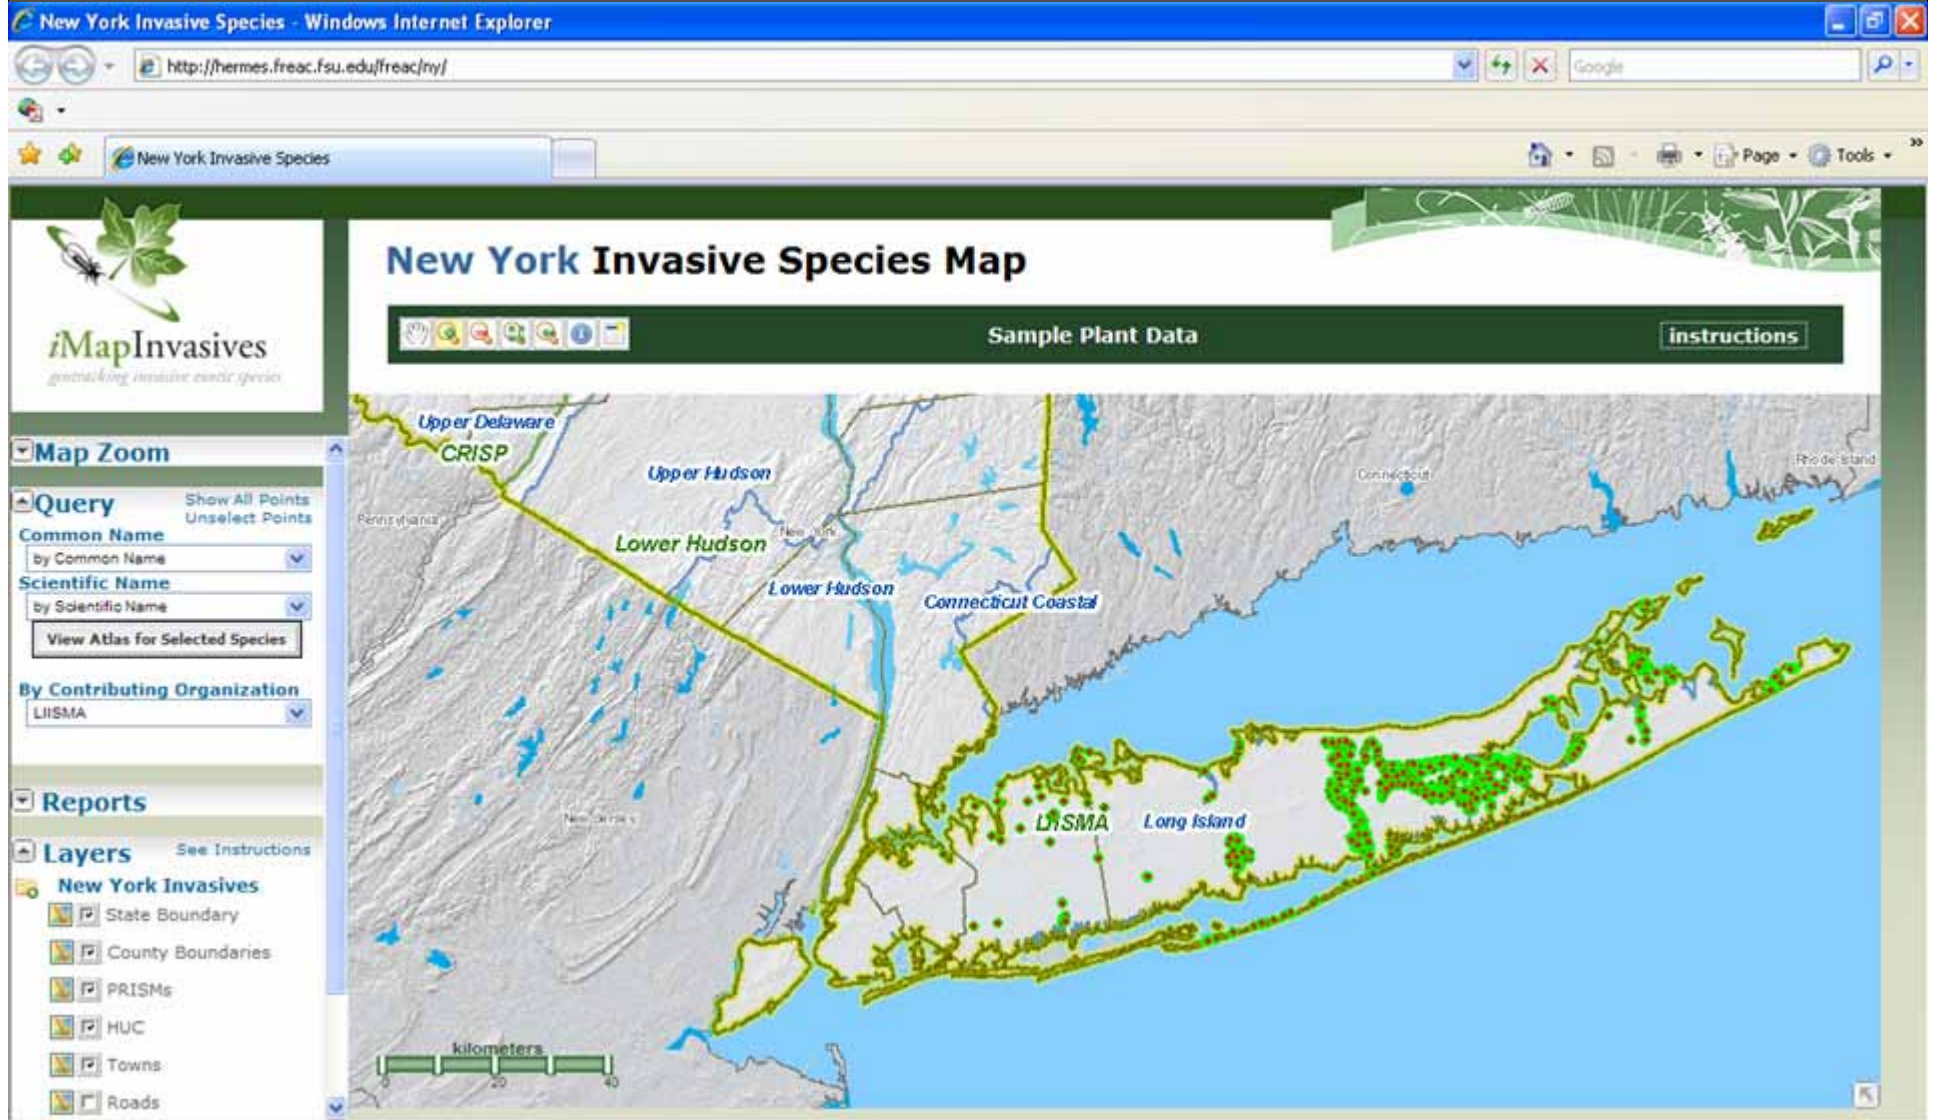 New York Invasive Species - Windows Internet Explorer
http://hermes.freac.fsu.edu/freac/ny/
Google
New York Invasive Species
Page
Tools
iMapInvasives
geotracking invasive exotic species
New York Invasive Species Map
Sample Plant Data
instructions
Map Zoom
Query
Show All Points
Unselect Points
Common Name
by Common Name
Scientific Name
by Scientific Name
View Atlas for Selected Species
By Contributing Organization
LIISMA
Reports
Layers
See Instructions
New York Invasives
State Boundary
County Boundaries
PRISMs
HUC
Towns
Roads
Upper Delaware
CRISP
Upper Hudson
Connecticut
Rhode Island
Pennsylvania
New York
Lower Hudson
Lower Hudson
Connecticut Coastal
New Jersey
LIISMA
Long Island
kilometers
0 20 40